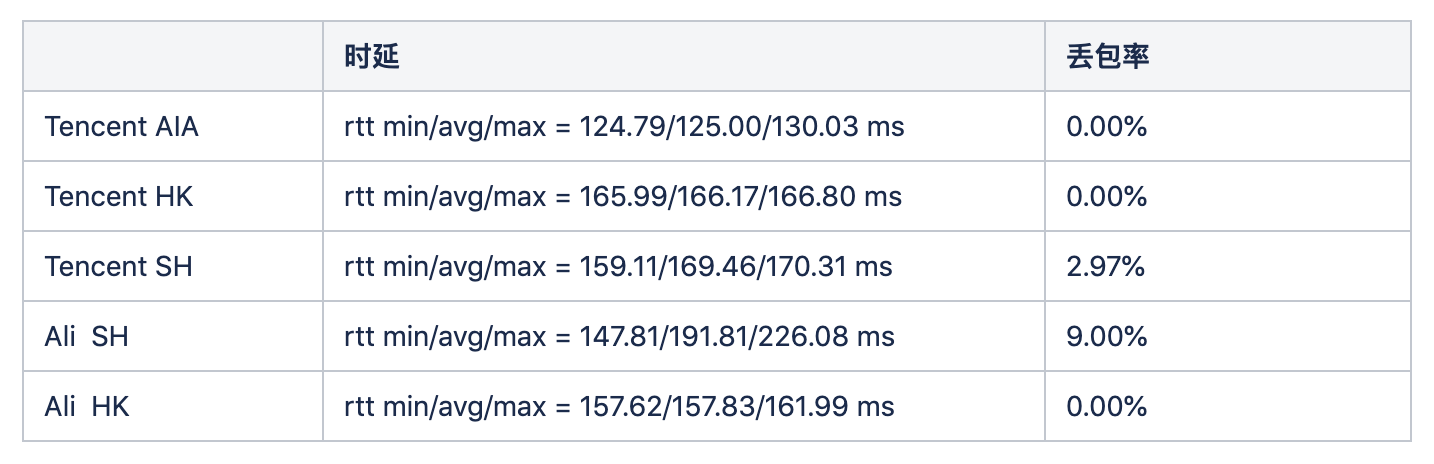 时延 丢包率
Tencent AIA rtt min/avg/max = 124.79/125.00/130.03 ms 0.00%
Tencent HK rtt min/avg/max = 165.99/166.17/166.80 ms 0.00%
Tencent SH rtt min/avg/max = 159.11/169.46/170.31 ms 2.97%
Ali  SH rtt min/avg/max = 147.81/191.81/226.08 ms 9.00%
Ali  HK rtt min/avg/max = 157.62/157.83/161.99 ms 0.00%